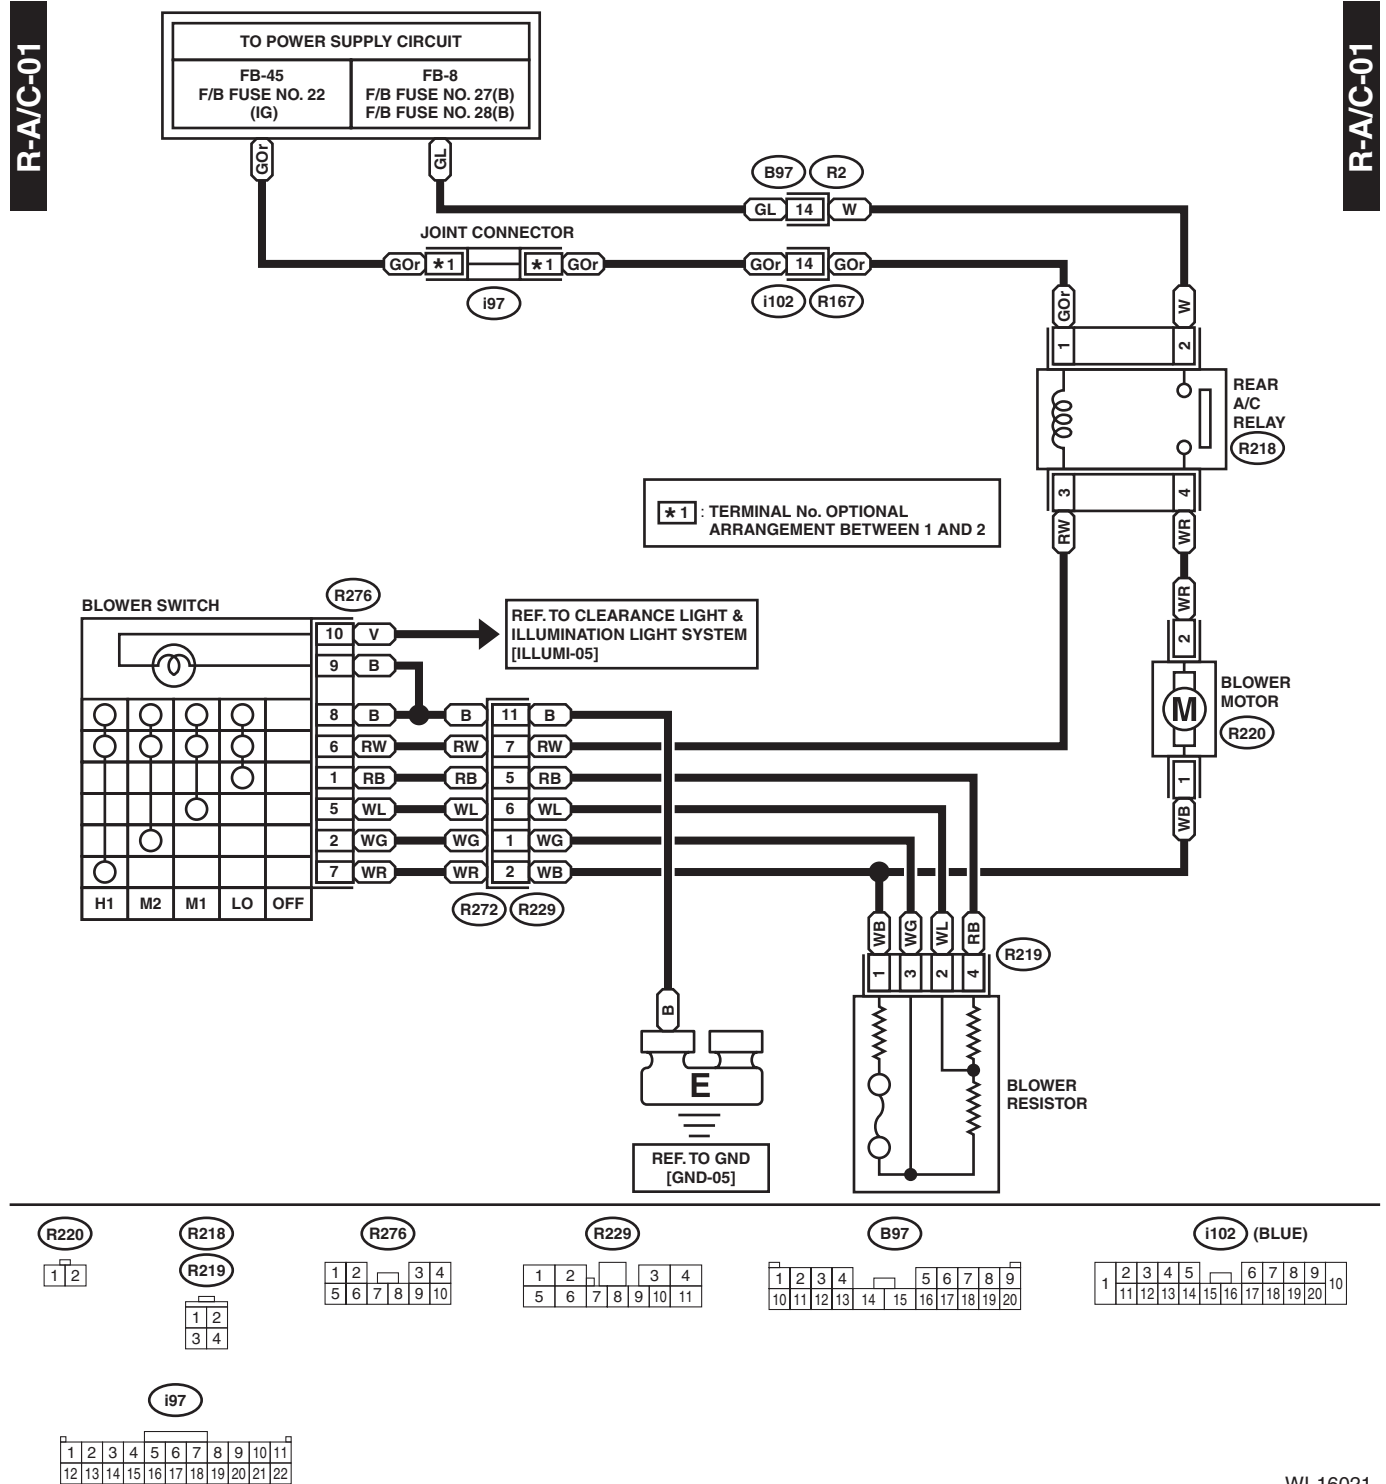 R-A/C-01
R-A/C-01
TO POWER SUPPLY CIRCUIT
FB-45
F/B FUSE NO. 22
(IG)
FB-8
F/B FUSE NO. 27(B)
F/B FUSE NO. 28(B)
GOr
GL
B97 R2
GL 14 W
JOINT CONNECTOR
GOr *1 *1 GOr
i97
GOr 14 GOr
i102 R167
GOr W
1 2
REAR
A/C
RELAY
R218
3 4
RW WR
*1 : TERMINAL No. OPTIONAL
ARRANGEMENT BETWEEN 1 AND 2
WR
2
M
BLOWER
MOTOR
R220
1
WB
BLOWER SWITCH
R276
10 V
REF. TO CLEARANCE LIGHT &
ILLUMINATION LIGHT SYSTEM
[ILLUMI-05]
9 B
8 B B 11 B
6 RW RW 7 RW
1 RB RB 5 RB
5 WL WL 6 WL
2 WG WG 1 WG
7 WR WR 2 WB
H1 M2 M1 LO OFF
R272 R229
WB WG WL RB
R219
1 3 2 4
BLOWER
RESISTOR
B
E
REF. TO GND
[GND-05]
R220
1 2
R218
R219
1 2
3 4
R276
1 2 3 4
5 6 7 8 9 10
R229
1 2 3 4
5 6 7 8 9 10 11
B97
1 2 3 4 5 6 7 8 9
10 11 12 13 14 15 16 17 18 19 20
i102 (BLUE)
1 2 3 4 5 6 7 8 9 10
11 12 13 14 15 16 17 18 19 20
i97
1 2 3 4 5 6 7 8 9 10 11
12 13 14 15 16 17 18 19 20 21 22
WI-16021